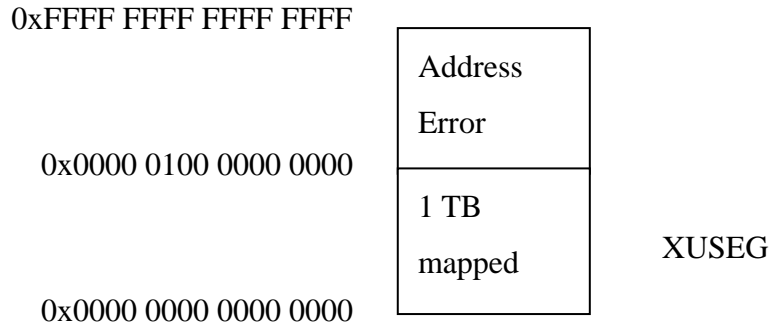 0xFFFF FFFF FFFF FFFF
Address
Error
0x0000 0100 0000 0000
1 TB
mapped
XUSEG
0x0000 0000 0000 0000